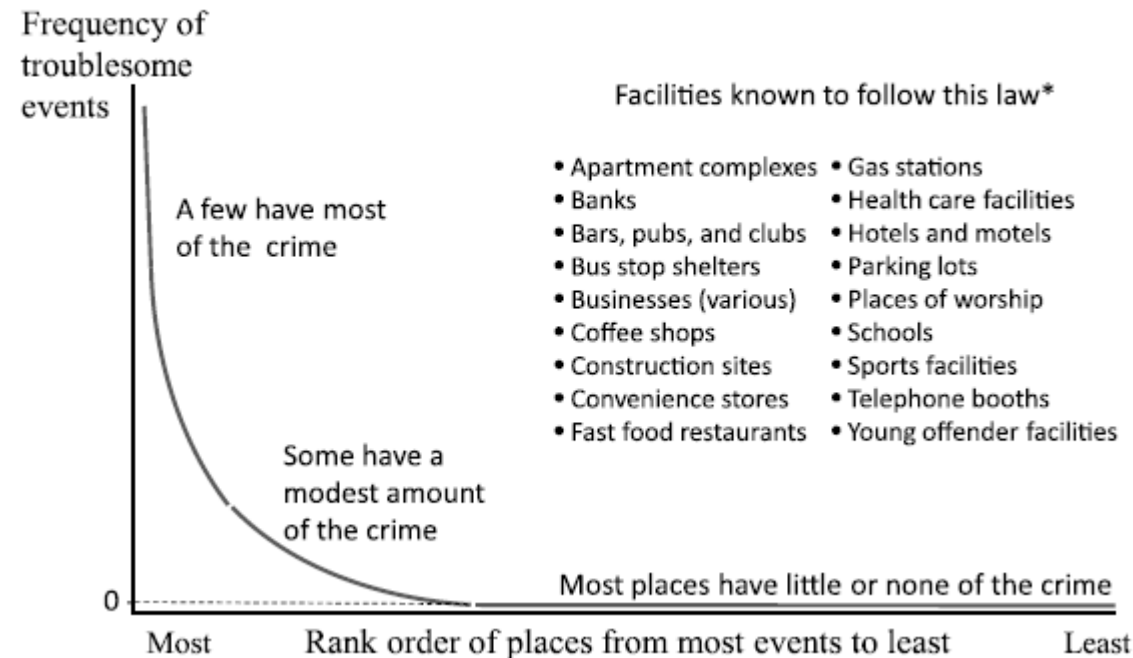 Frequency of
troublesome
events
Facilities known to follow this law*
• Apartment complexes
• Banks
• Bars, pubs, and clubs
• Bus stop shelters
• Businesses (various)
• Coffee shops
• Construction sites
• Convenience stores
• Fast food restaurants
• Gas stations
• Health care facilities
• Hotels and motels
• Parking lots
• Places of worship
• Schools
• Sports facilities
• Telephone booths
• Young offender facilities
A few have most
of the crime
Some have a
modest amount
of the crime
Most places have little or none of the crime
0
Most
Rank order of places from most events to least
Least